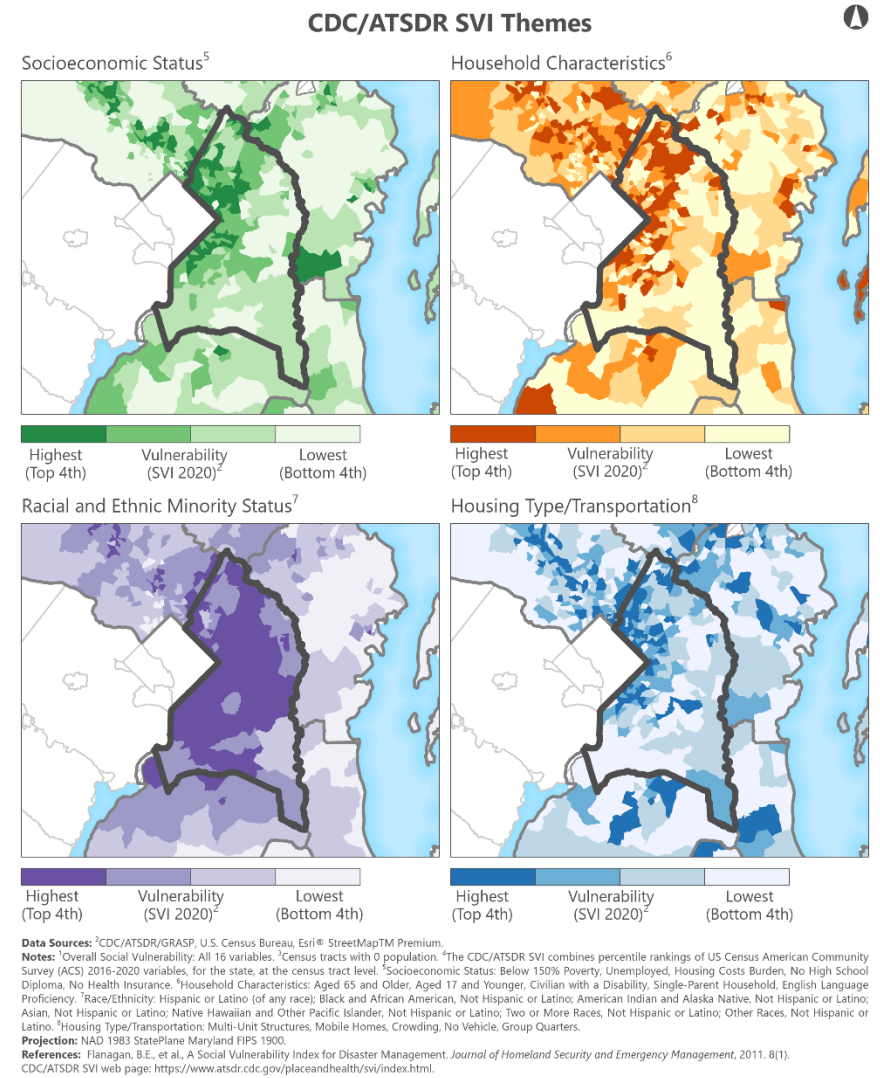 CDC/ATSDR SVI Themes
Socioeconomic Status⁵
Household Characteristics⁶
Highest
(Top 4th)
Vulnerability
(SVI 2020)²
Lowest
(Bottom 4th)
Highest
(Top 4th)
Vulnerability
(SVI 2020)²
Lowest
(Bottom 4th)
Racial and Ethnic Minority Status⁷
Housing Type/Transportation⁸
Highest
(Top 4th)
Vulnerability
(SVI 2020)²
Lowest
(Bottom 4th)
Highest
(Top 4th)
Vulnerability
(SVI 2020)²
Lowest
(Bottom 4th)
Data Sources: ²CDC/ATSDR/GRASP, U.S. Census Bureau, Esri® StreetMapTM Premium.
Notes: ¹Overall Social Vulnerability: All 16 variables. ³Census tracts with 0 population. ⁴The CDC/ATSDR SVI combines percentile rankings of US Census American Community
Survey (ACS) 2016-2020 variables, for the state, at the census tract level. ⁵Socioeconomic Status: Below 150% Poverty, Unemployed, Housing Costs Burden, No High School
Diploma, No Health Insurance. ⁶Household Characteristics: Aged 65 and Older, Aged 17 and Younger, Civilian with a Disability, Single-Parent Household, English Language
Proficiency. ⁷Race/Ethnicity: Hispanic or Latino (of any race); Black and African American, Not Hispanic or Latino; American Indian and Alaska Native, Not Hispanic or Latino;
Asian, Not Hispanic or Latino; Native Hawaiian and Other Pacific Islander, Not Hispanic or Latino; Two or More Races, Not Hispanic or Latino; Other Races, Not Hispanic or
Latino. ⁸Housing Type/Transportation: Multi-Unit Structures, Mobile Homes, Crowding, No Vehicle, Group Quarters.
Projection: NAD 1983 StatePlane Maryland FIPS 1900.
References: Flanagan, B.E., et al., A Social Vulnerability Index for Disaster Management. Journal of Homeland Security and Emergency Management, 2011. 8(1).
CDC/ATSDR SVI web page: https://www.atsdr.cdc.gov/placeandhealth/svi/index.html.